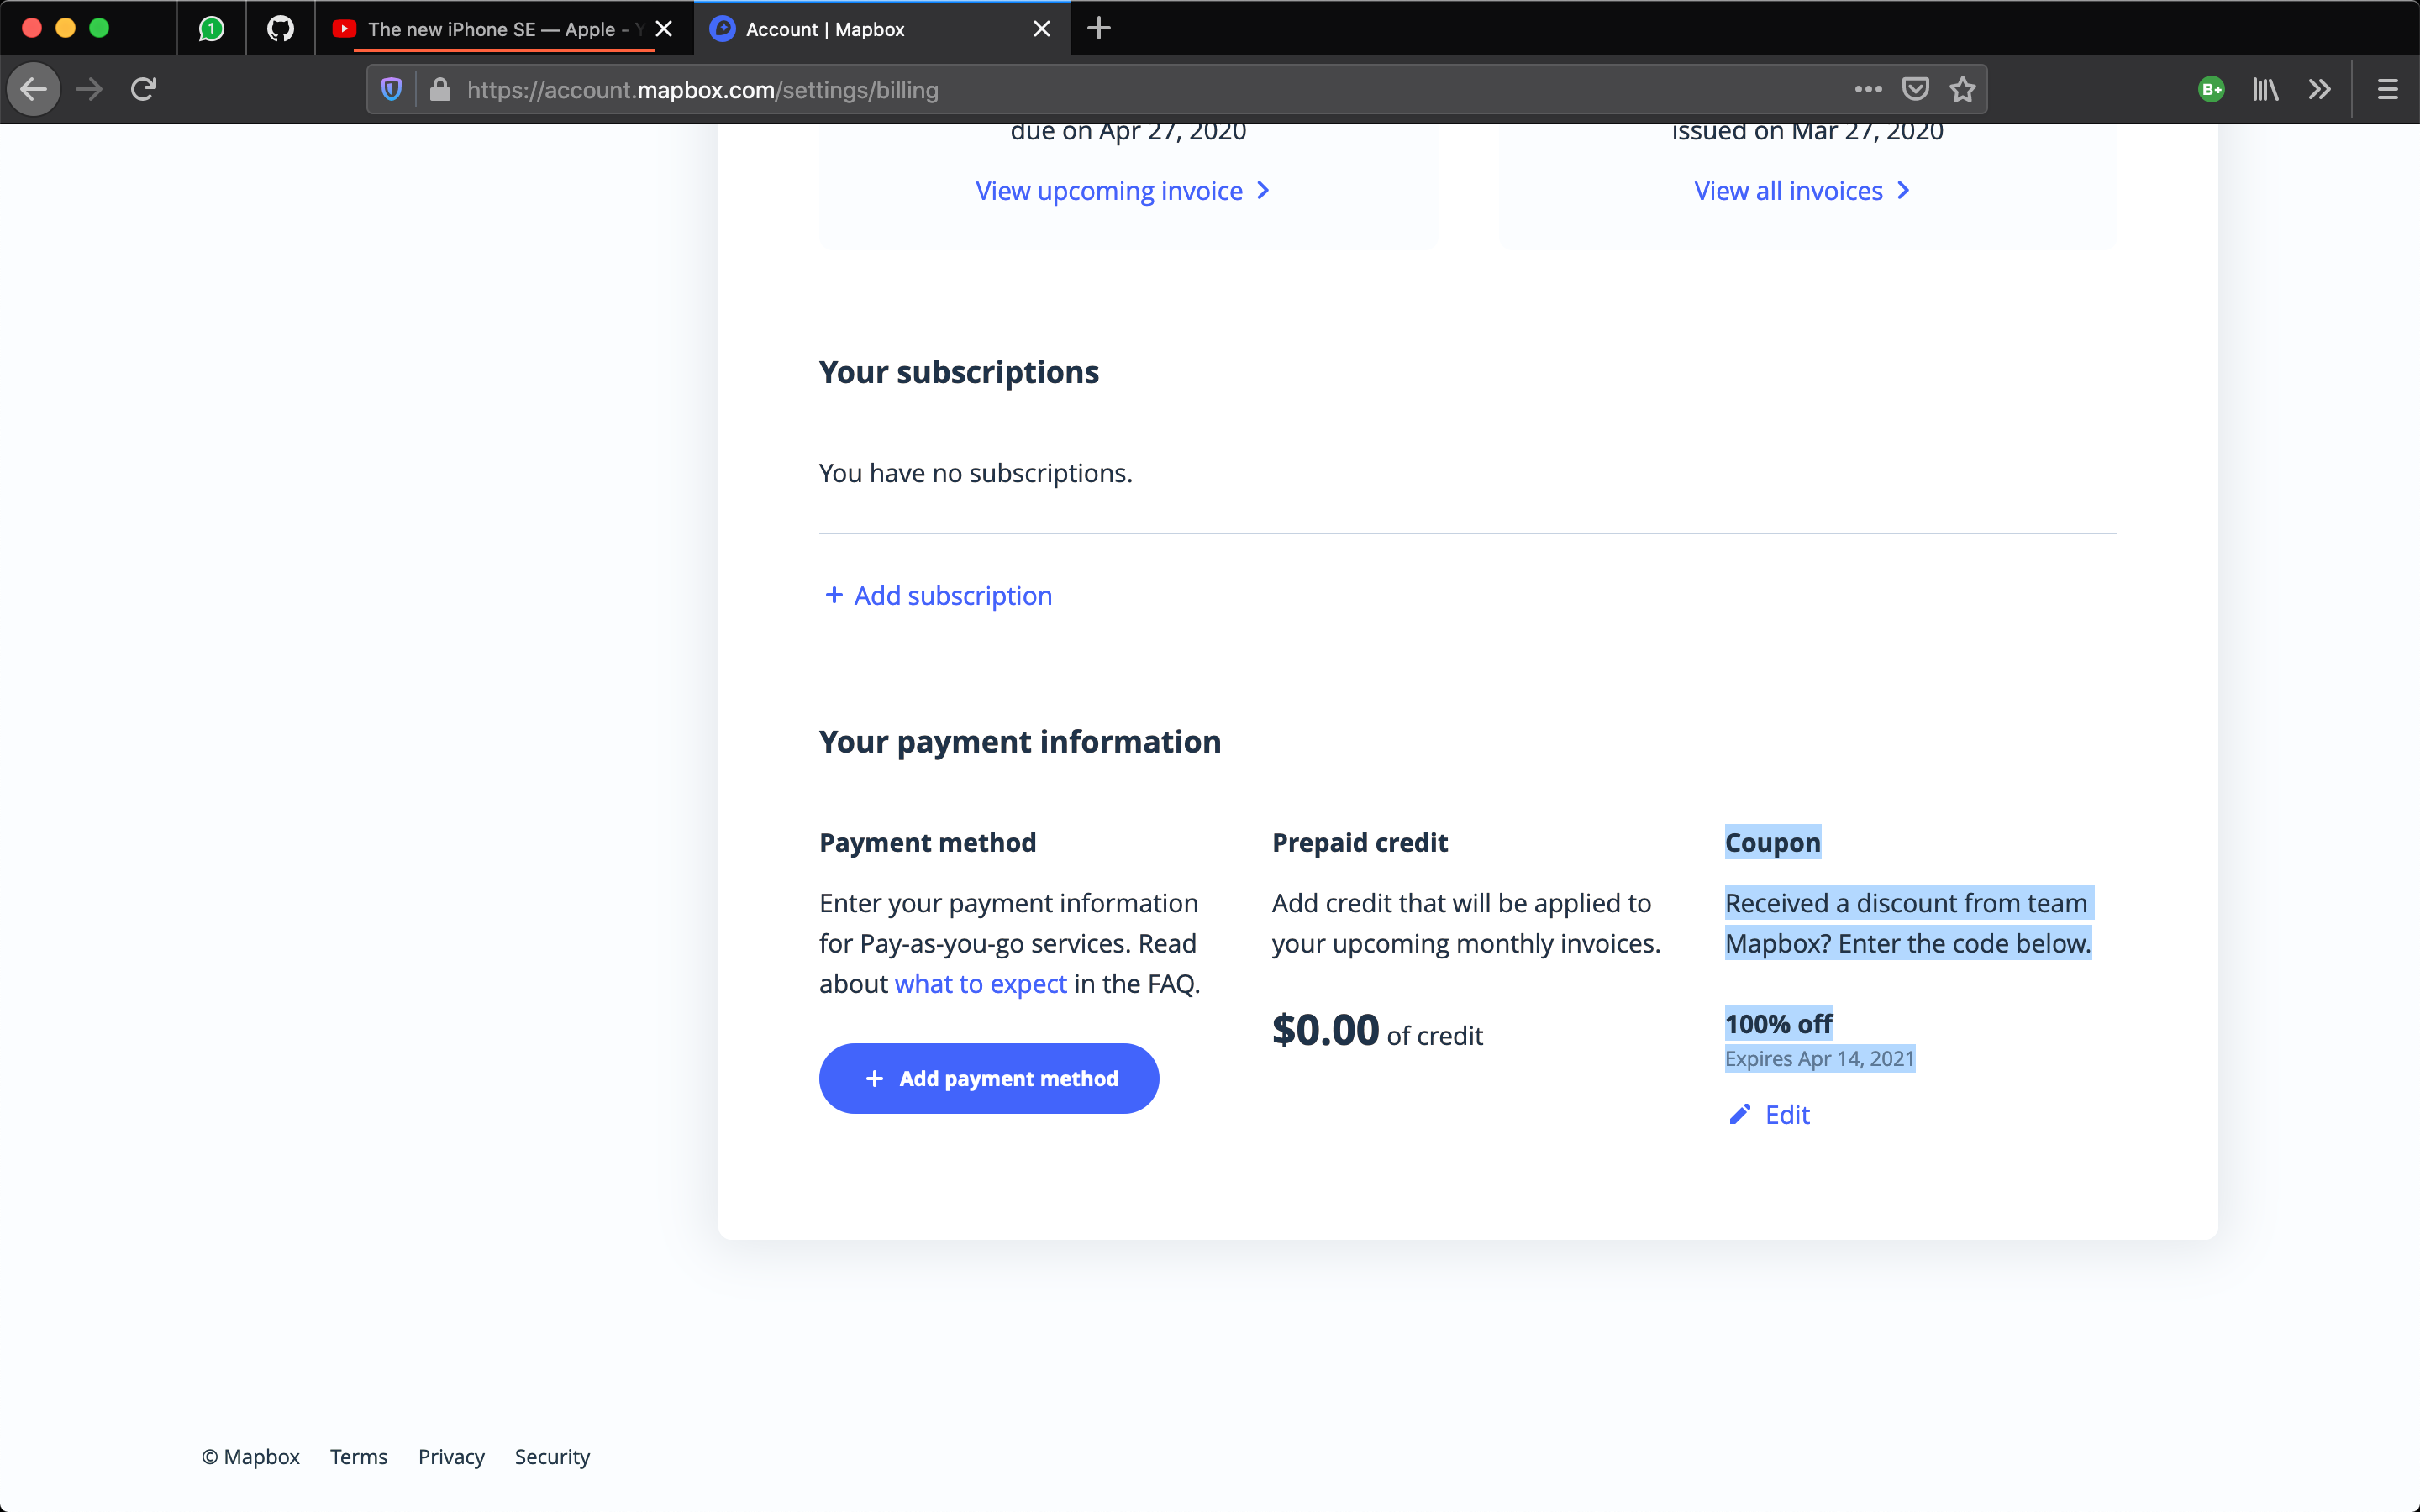 1
The new iPhone SE — Apple - Y
Account | Mapbox
https://account.mapbox.com/settings/billing
B+
due on Apr 27, 2020
issued on Mar 27, 2020
View upcoming invoice
View all invoices
Your subscriptions
You have no subscriptions.
+ Add subscription
Your payment information
Payment method
Enter your payment information
for Pay-as-you-go services. Read
about what to expect in the FAQ.
+ Add payment method
Prepaid credit
Add credit that will be applied to
your upcoming monthly invoices.
$0.00 of credit
Coupon
Received a discount from team
Mapbox? Enter the code below.
100% off
Expires Apr 14, 2021
Edit
© Mapbox Terms Privacy Security